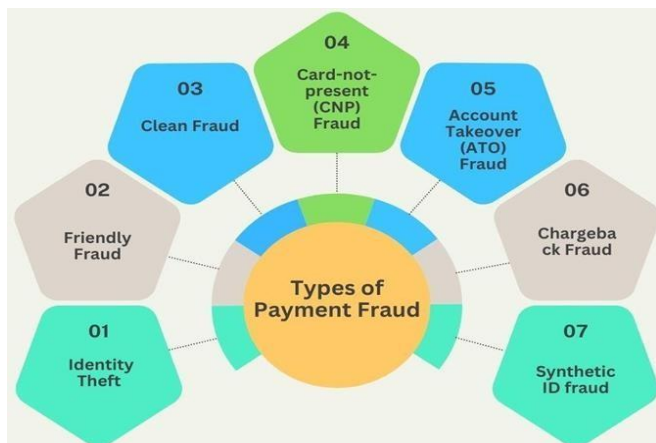 01
Identity
Theft
02
Friendly
Fraud
03
Clean Fraud
04
Card-not-
present
(CNP)
Fraud
05
Account
Takeover
(ATO)
Fraud
06
Chargeba
ck Fraud
07
Synthetic
ID fraud
Types of
Payment Fraud